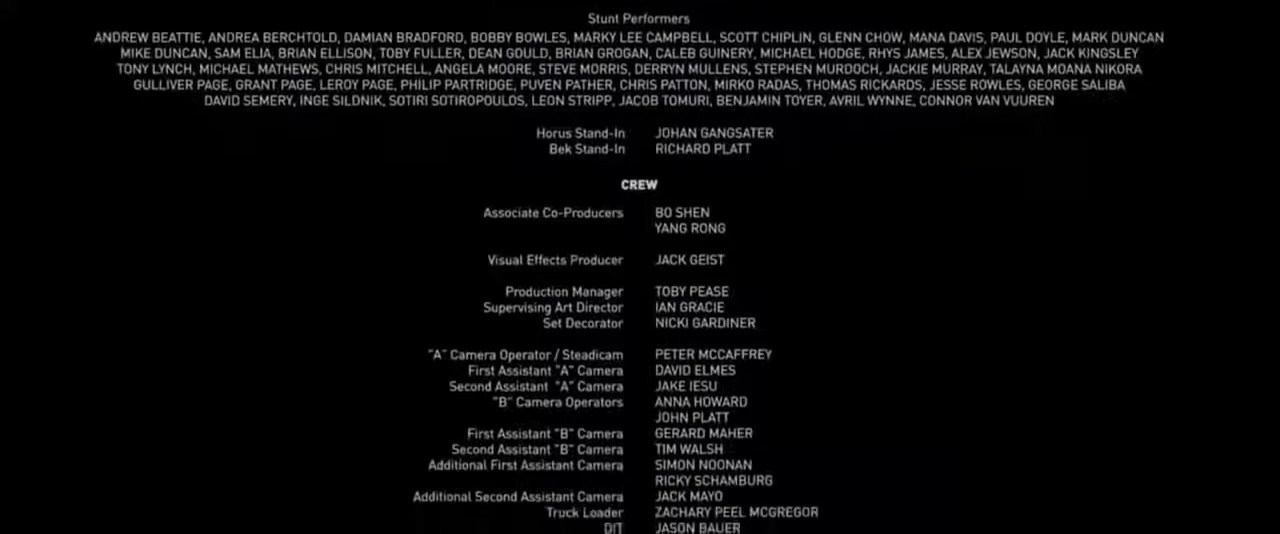 Stunt Performers
ANDREW BEATTIE, ANDREA BERCHTOLD, DAMIAN BRADFORD, BOBBY BOWLES, MARKY LEE CAMPBELL, SCOTT CHIPLIN, GLENN CHOW, MANA DAVIS, PAUL DOYLE, MARK DUNCAN
MIKE DUNCAN, SAM ELIA, BRIAN ELLISON, TOBY FULLER, DEAN GOULD, BRIAN GROGAN, CALEB GUINERY, MICHAEL HODGE, RHYS JAMES, ALEX JEWSON, JACK KINGSLEY
TONY LYNCH, MICHAEL MATHEWS, CHRIS MITCHELL, ANGELA MOORE, STEVE MORRIS, DERRYN MULLENS, STEPHEN MURDOCH, JACKIE MURRAY, TALAYNA MOANA NIKORA
GULLIVER PAGE, GRANT PAGE, LEROY PAGE, PHILIP PARTRIDGE, PUVEN PATHER, CHRIS PATTON, MIRKO RADAS, THOMAS RICKARDS, JESSE ROWLES, GEORGE SALIBA
DAVID SEMERY, INGE SILDNIK, SOTIRI SOTIROPOULOS, LEON STRIPP, JACOB TOMURI, BENJAMIN TOYER, AVRIL WYNNE, CONNOR VAN VUUREN
Horus Stand-In JOHAN GANGSATER
Bek Stand-In RICHARD PLATT
CREW
Associate Co-Producers BO SHEN
YANG RONG
Visual Effects Producer JACK GEIST
Production Manager TOBY PEASE
Supervising Art Director IAN GRACIE
Set Decorator NICKI GARDINER
"A" Camera Operator / Steadicam PETER MCCAFFREY
First Assistant "A" Camera DAVID ELMES
Second Assistant "A" Camera JAKE IESU
"B" Camera Operators ANNA HOWARD
JOHN PLATT
First Assistant "B" Camera GERARD MAHER
Second Assistant "B" Camera TIM WALSH
Additional First Assistant Camera SIMON NOONAN
RICKY SCHAMBURG
Additional Second Assistant Camera JACK MAYO
Truck Loader ZACHARY PEEL MCGREGOR
DIT JASON BAUER